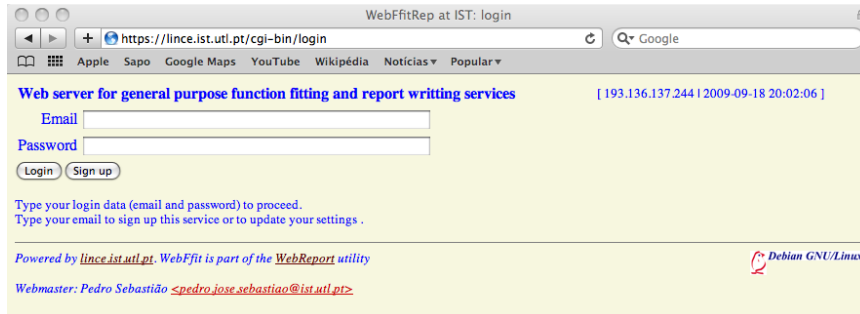 WebFfitRep at IST: login
https://lince.ist.utl.pt/cgi-bin/login
Google
Apple Sapo Google Maps YouTube Wikipédia Notícias Popular
Web server for general purpose function fitting and report writting services [ 193.136.137.244 | 2009-09-18 20:02:06 ]
Email
Password
Login Sign up
Type your login data (email and password) to proceed.
Type your email to sign up this service or to update your settings .
Powered by lince.ist.utl.pt. WebFfit is part of the WebReport utility Debian GNU/Linux
Webmaster: Pedro Sebastião <pedro.jose.sebastiao@ist.utl.pt>